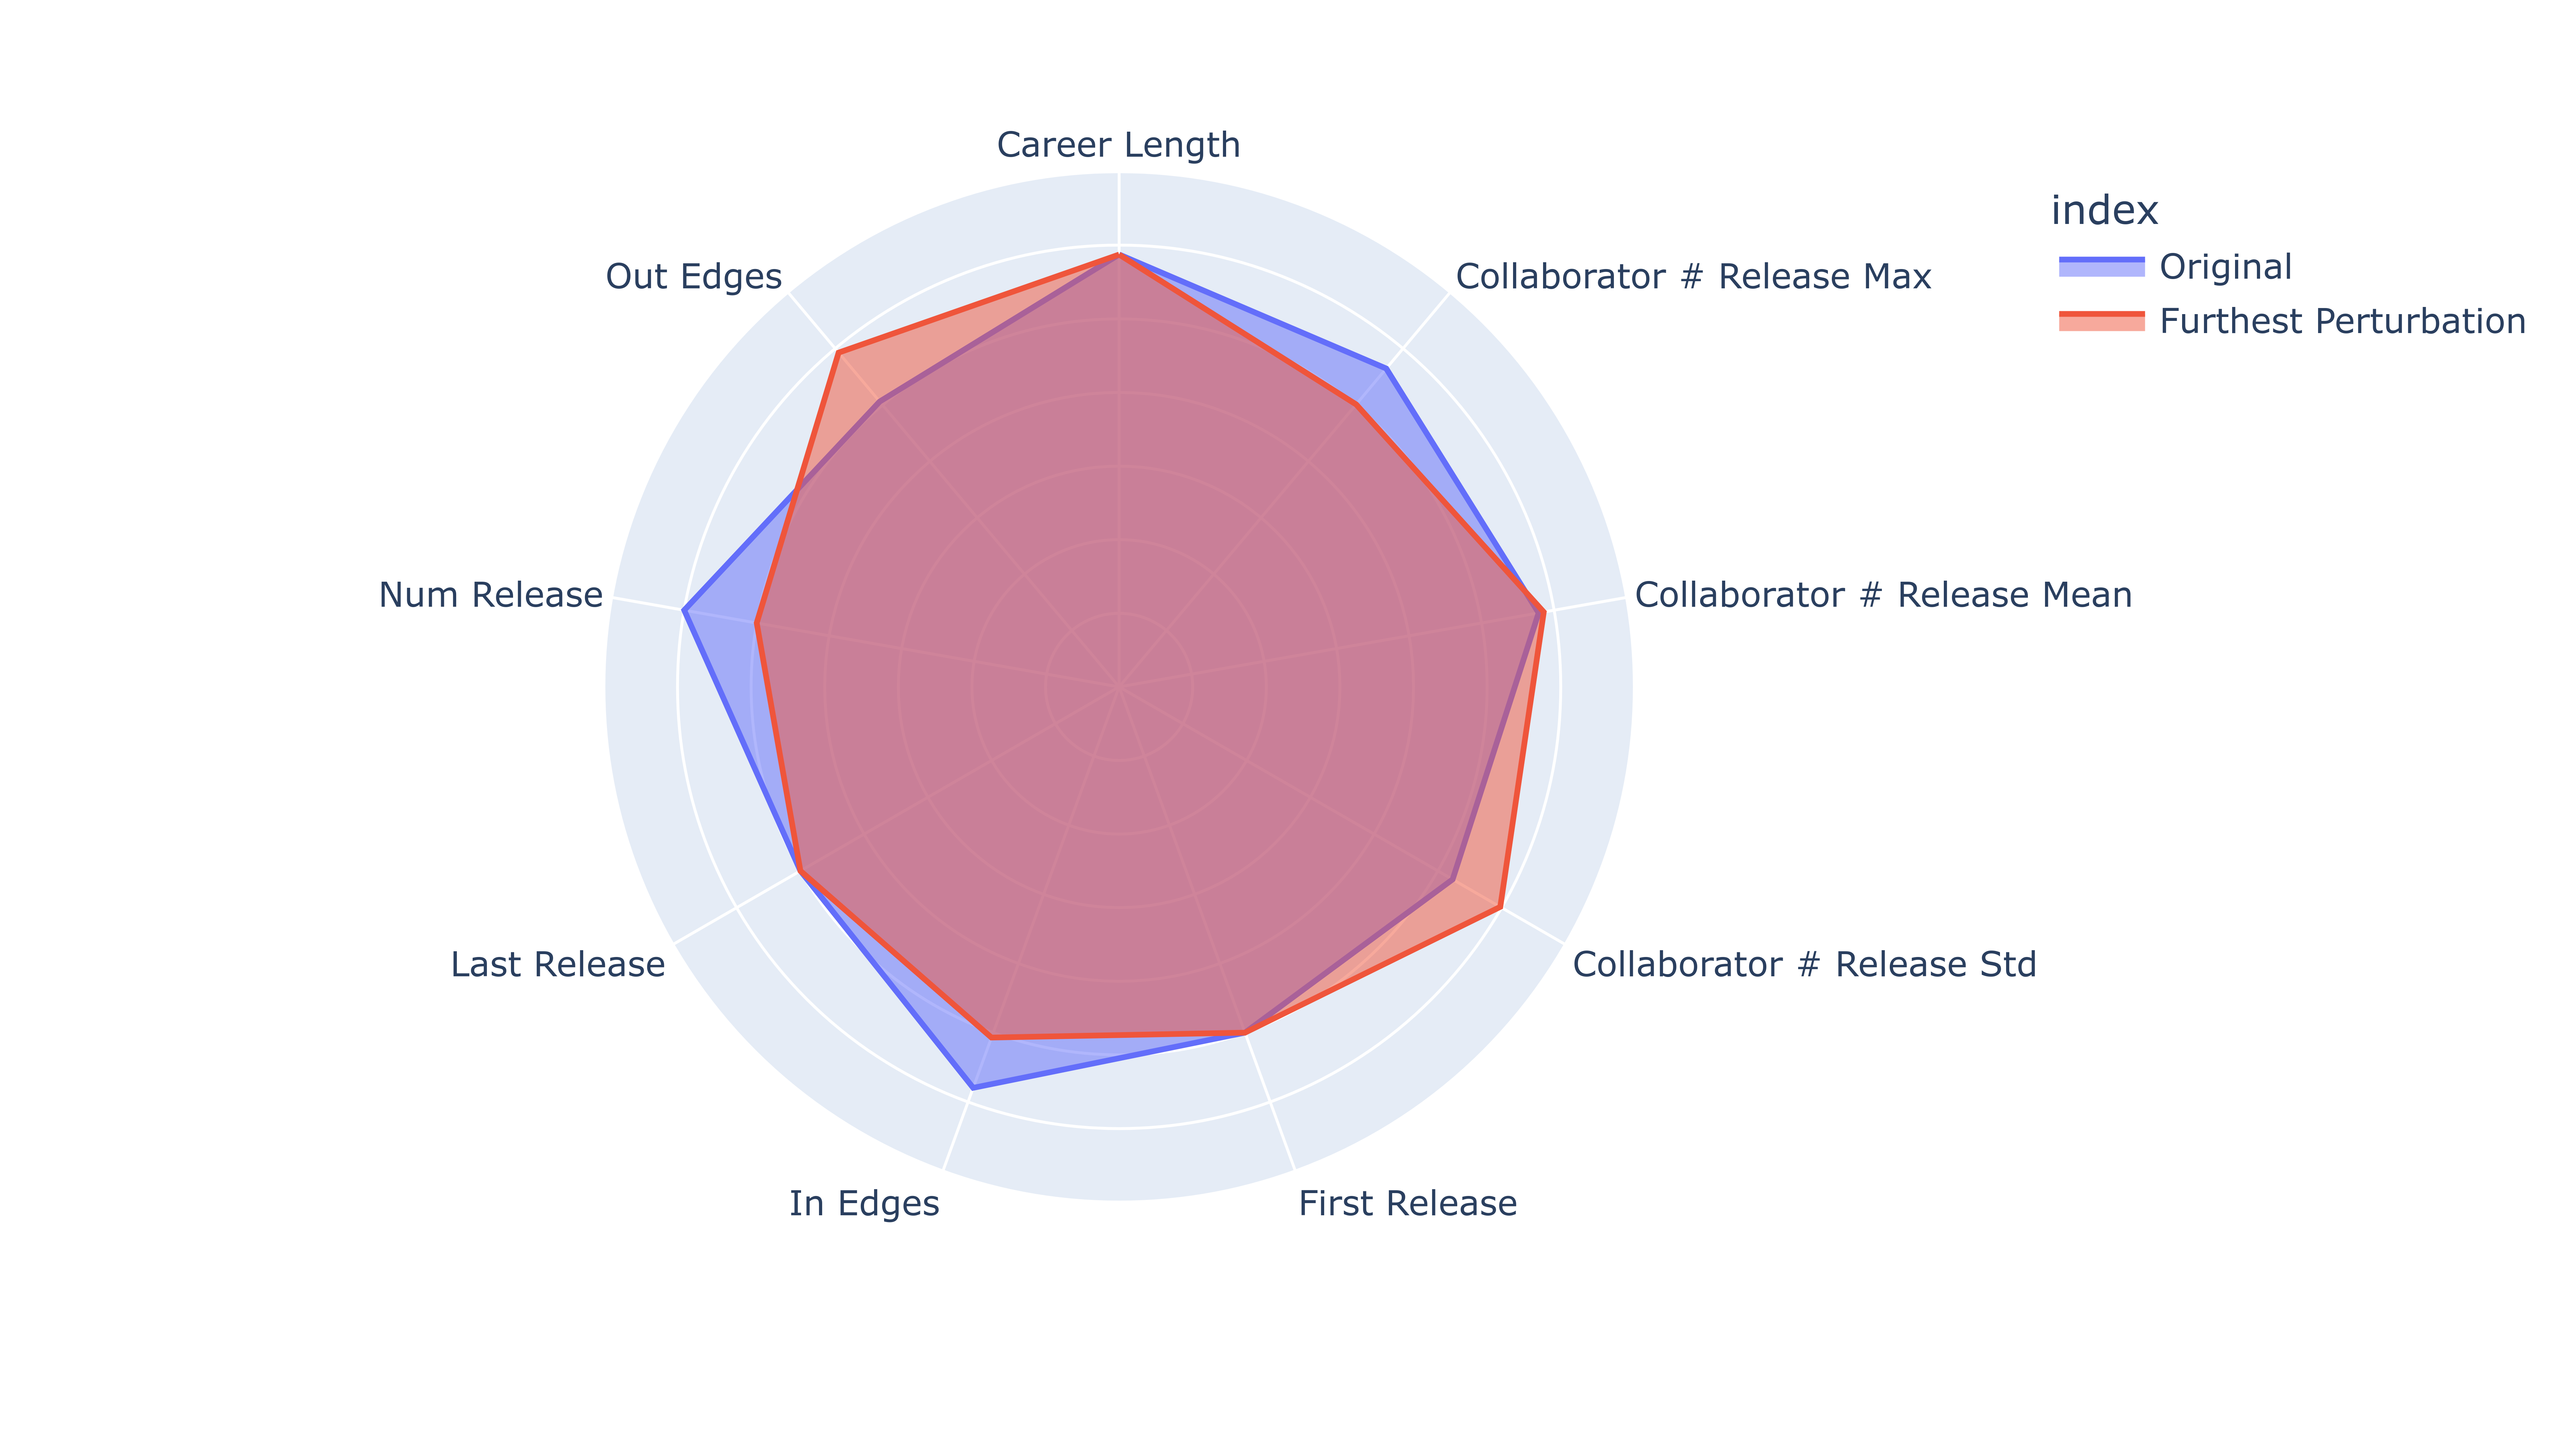 Career Length
Out Edges
Collaborator # Release Max
index
Original
Furthest Perturbation
Num Release
Collaborator # Release Mean
Last Release
Collaborator # Release Std
In Edges
First Release